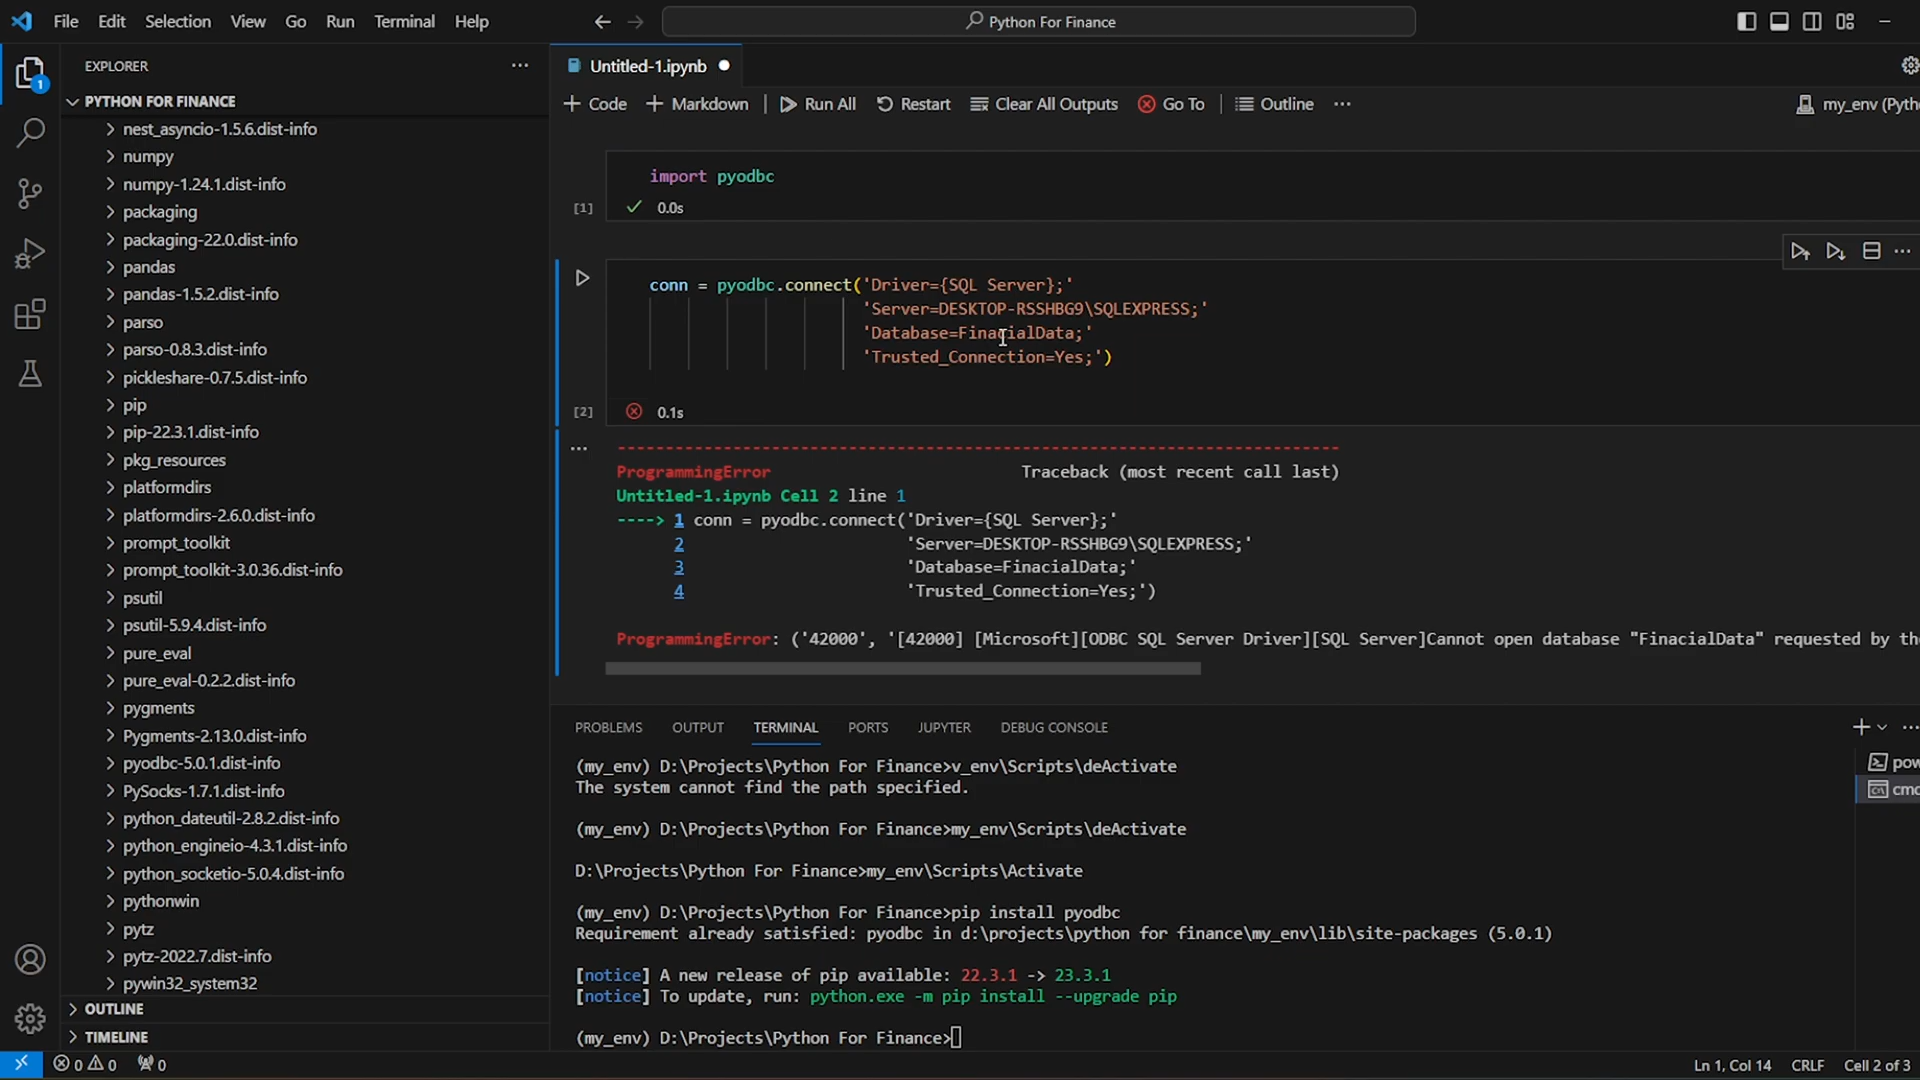 File Edit Selection View Go Run Terminal Help
Python For Finance
EXPLORER
PYTHON FOR FINANCE
nest_asyncio-1.5.6.dist-info
numpy
numpy-1.24.1.dist-info
packaging
packaging-22.0.dist-info
pandas
pandas-1.5.2.dist-info
parso
parso-0.8.3.dist-info
pickleshare-0.7.5.dist-info
pip
pip-22.3.1.dist-info
pkg_resources
platformdirs
platformdirs-2.6.0.dist-info
prompt_toolkit
prompt_toolkit-3.0.36.dist-info
psutil
psutil-5.9.4.dist-info
pure_eval
pure_eval-0.2.2.dist-info
pygments
Pygments-2.13.0.dist-info
pyodbc-5.0.1.dist-info
PySocks-1.7.1.dist-info
python_dateutil-2.8.2.dist-info
python_engineio-4.3.1.dist-info
python_socketio-5.0.4.dist-info
pythonwin
pytz
pytz-2022.7.dist-info
pywin32_system32
OUTLINE
TIMELINE
1
Untitled-1.ipynb
+ Code + Markdown Run All Restart Clear All Outputs Go To Outline ...
my_env (Pyth
import pyodbc
[1] 0.0s
conn = pyodbc.connect('Driver={SQL Server};'
'Server=DESKTOP-RSSHBG9\SQLEXPRESS;'
'Database=FinacialData;'
'Trusted_Connection=Yes;')
[2] 0.1s
---------------------------------------------------------------------------
ProgrammingError Traceback (most recent call last)
Untitled-1.ipynb Cell 2 line 1
----> 1 conn = pyodbc.connect('Driver={SQL Server};'
2 'Server=DESKTOP-RSSHBG9\SQLEXPRESS;'
3 'Database=FinacialData;'
4 'Trusted_Connection=Yes;')
ProgrammingError: ('42000', '[42000] [Microsoft][ODBC SQL Server Driver][SQL Server]Cannot open database "FinacialData" requested by th
PROBLEMS OUTPUT TERMINAL PORTS JUPYTER DEBUG CONSOLE
pow
cmd
(my_env) D:\Projects\Python For Finance>v_env\Scripts\deActivate
The system cannot find the path specified.
(my_env) D:\Projects\Python For Finance>my_env\Scripts\deActivate
D:\Projects\Python For Finance>my_env\Scripts\Activate
(my_env) D:\Projects\Python For Finance>pip install pyodbc
Requirement already satisfied: pyodbc in d:\projects\python for finance\my_env\lib\site-packages (5.0.1)
[notice] A new release of pip available: 22.3.1 -> 23.3.1
[notice] To update, run: python.exe -m pip install --upgrade pip
(my_env) D:\Projects\Python For Finance>
0 0 0
Ln 1, Col 14 CRLF Cell 2 of 3